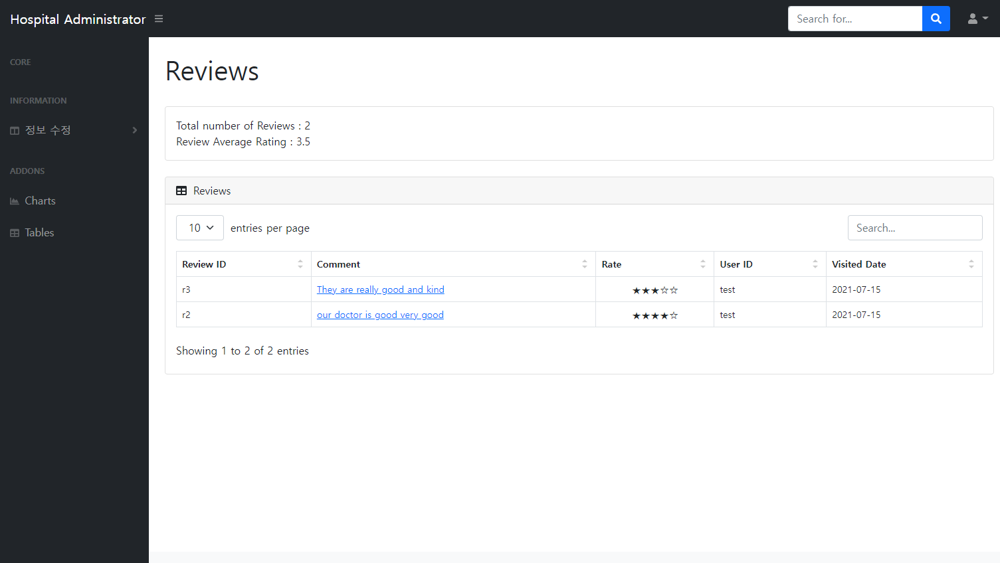 Hospital Administrator
Search for...
CORE
INFORMATION
정보 수정
ADDONS
Charts
Tables
Reviews
Total number of Reviews : 2
Review Average Rating : 3.5
Reviews
10 entries per page
Search...
Review ID Comment Rate User ID Visited Date
r3 They are really good and kind ★★★☆☆ test 2021-07-15
r2 our doctor is good very good ★★★★☆ test 2021-07-15
Showing 1 to 2 of 2 entries